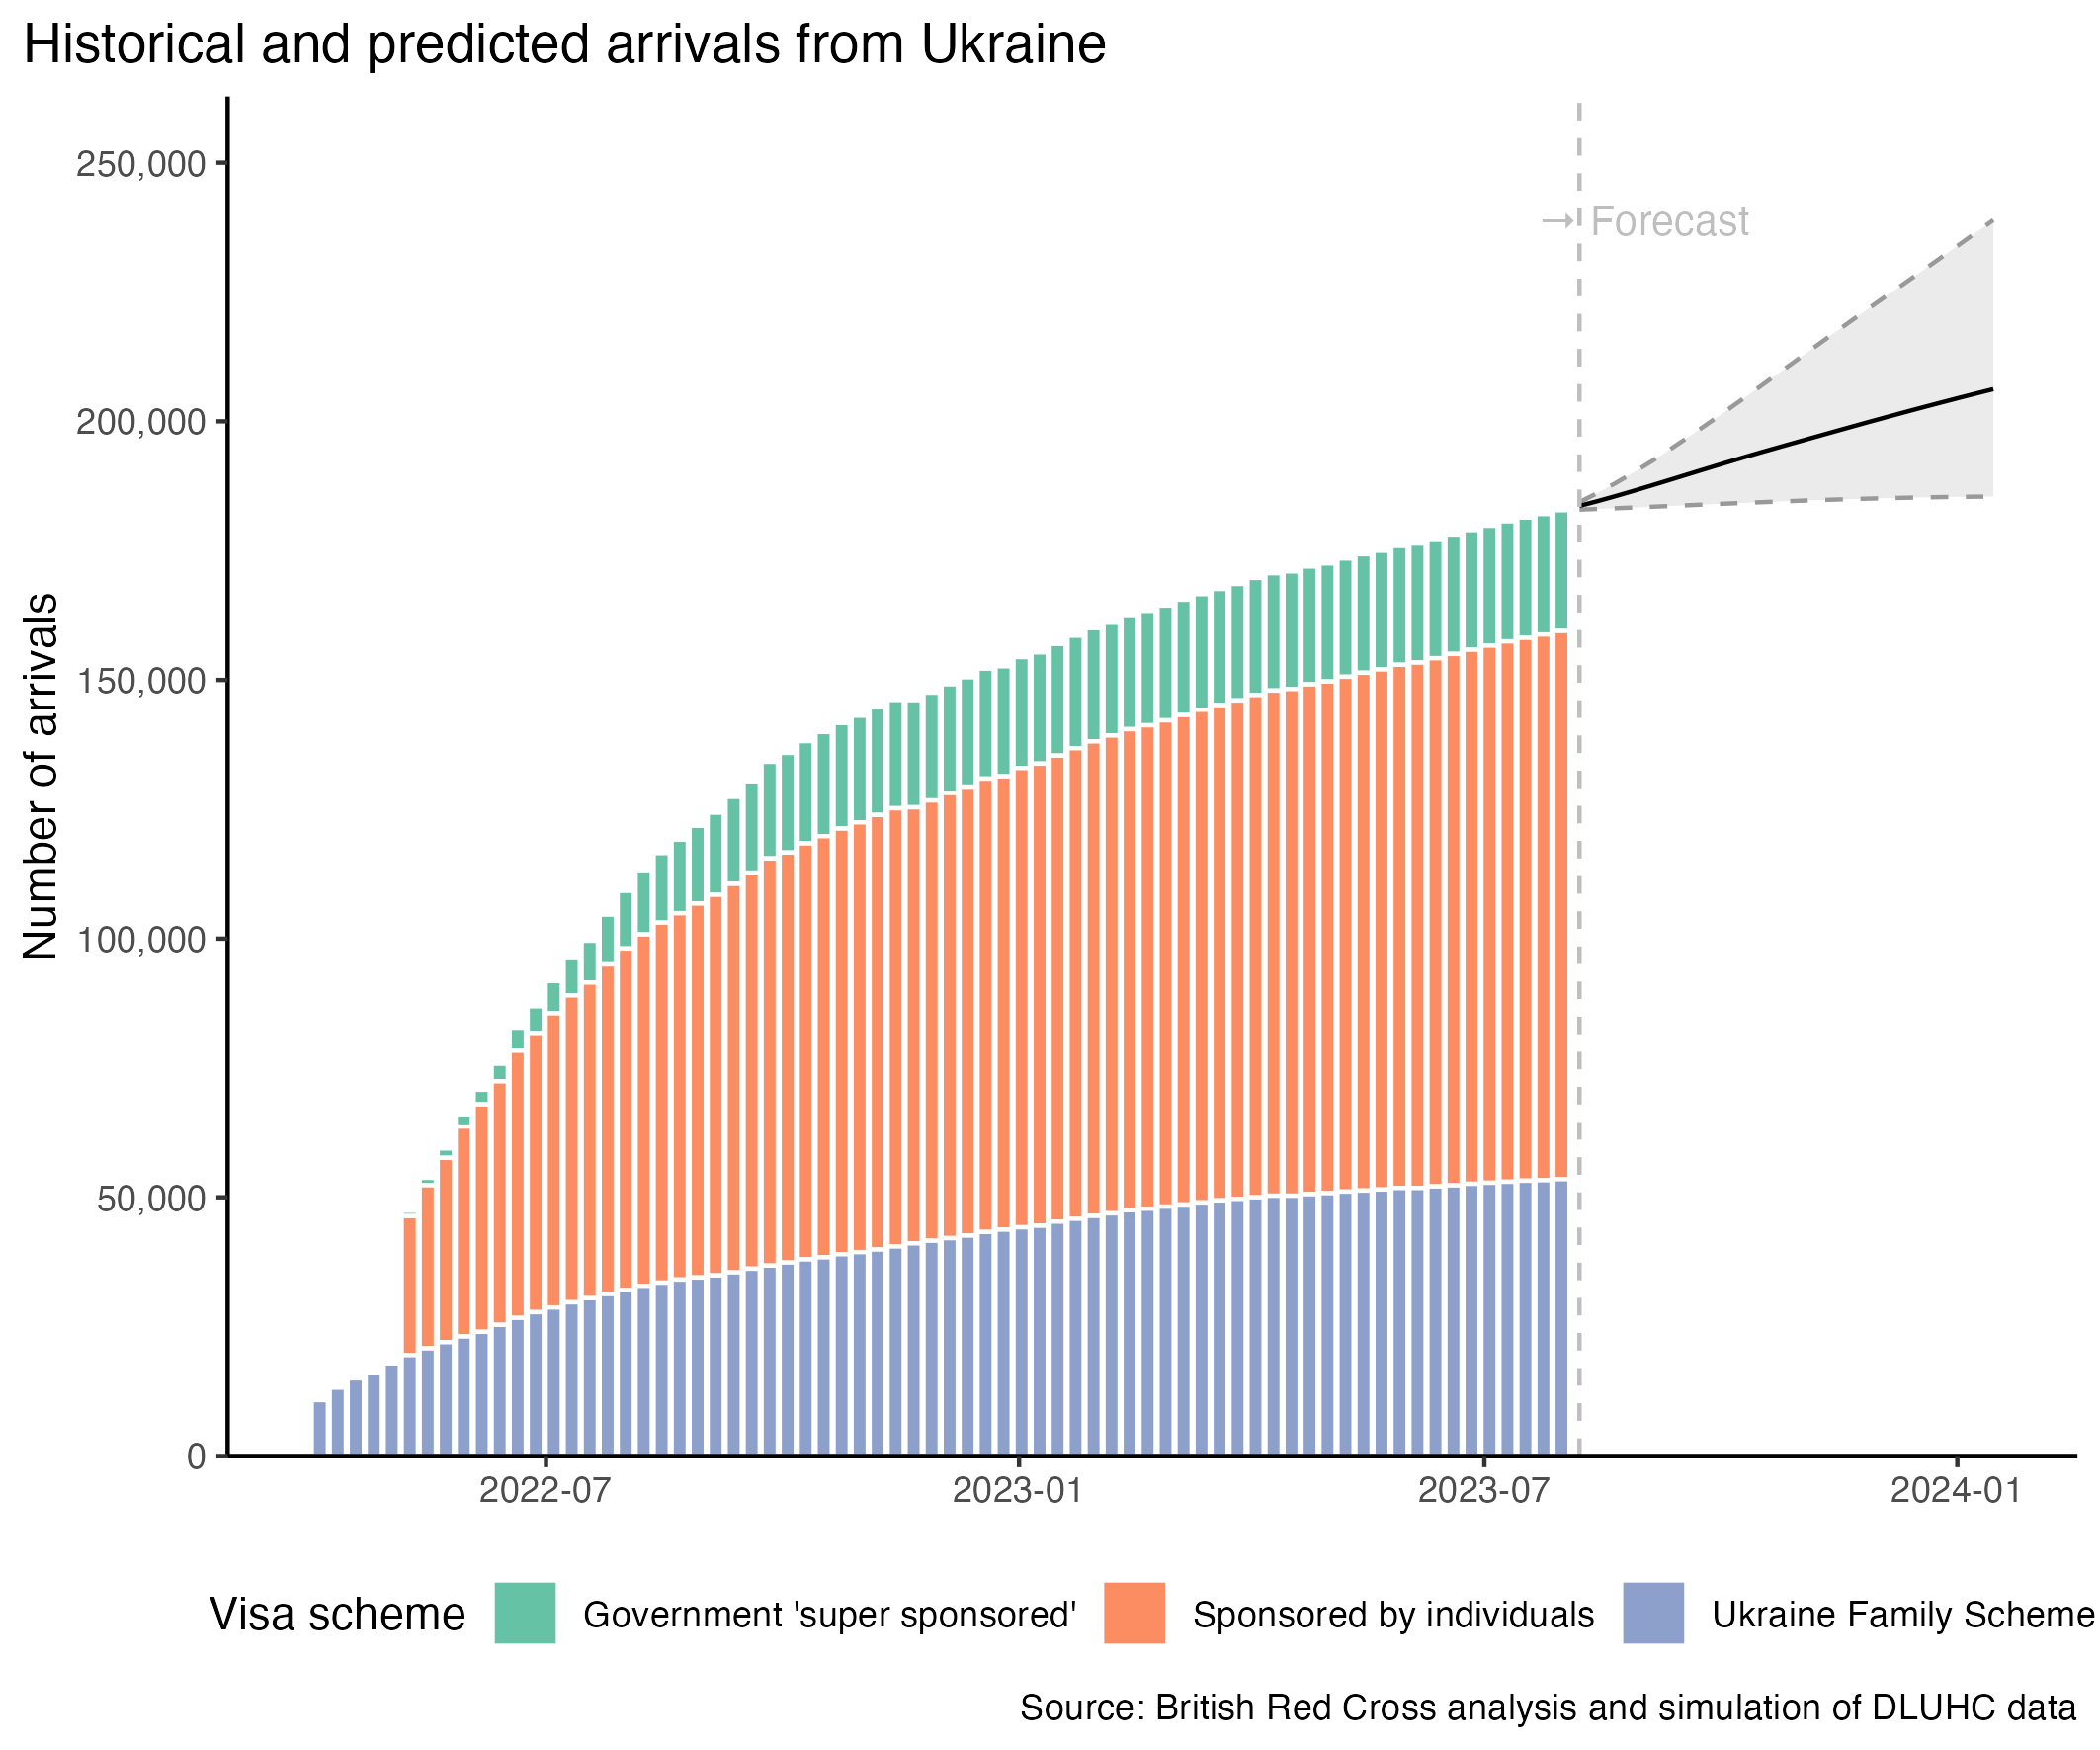 Historical and predicted arrivals from Ukraine
Number of arrivals
250,000
200,000
150,000
100,000
50,000
0
→ Forecast
2022-07 2023-01 2023-07 2024-01
Visa scheme Government 'super sponsored' Sponsored by individuals Ukraine Family Scheme
Source: British Red Cross analysis and simulation of DLUHC data